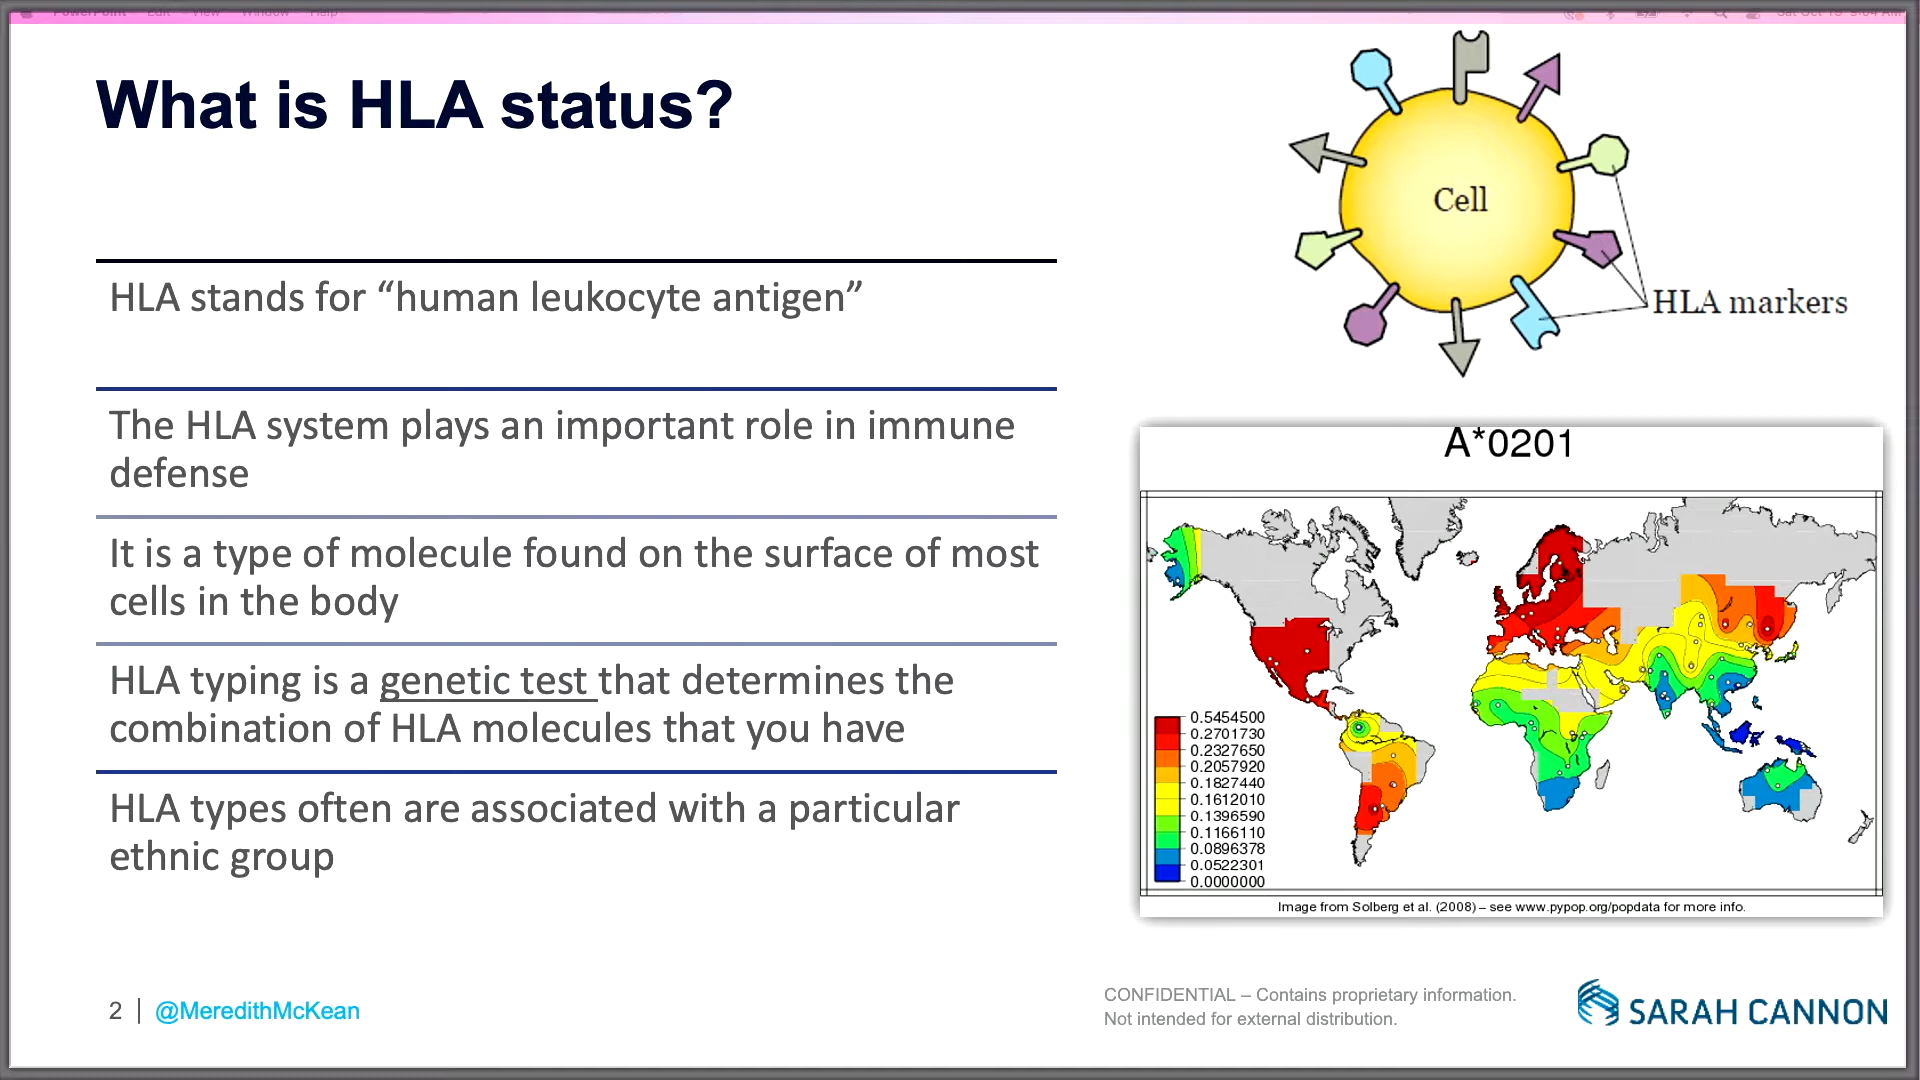 PowerPoint Edit View Window Help
What is HLA status?
HLA stands for “human leukocyte antigen”
The HLA system plays an important role in immune
defense
It is a type of molecule found on the surface of most
cells in the body
HLA typing is a genetic test that determines the
combination of HLA molecules that you have
HLA types often are associated with a particular
ethnic group
Cell
HLA markers
A*0201
0.5454500
0.2701730
0.2327650
0.2057920
0.1827440
0.1612010
0.1396590
0.1166110
0.0896378
0.0522301
0.0000000
Image from Solberg et al. (2008) – see www.pypop.org/popdata for more info.
2 | @MeredithMcKean
CONFIDENTIAL – Contains proprietary information.
Not intended for external distribution.
SARAH CANNON